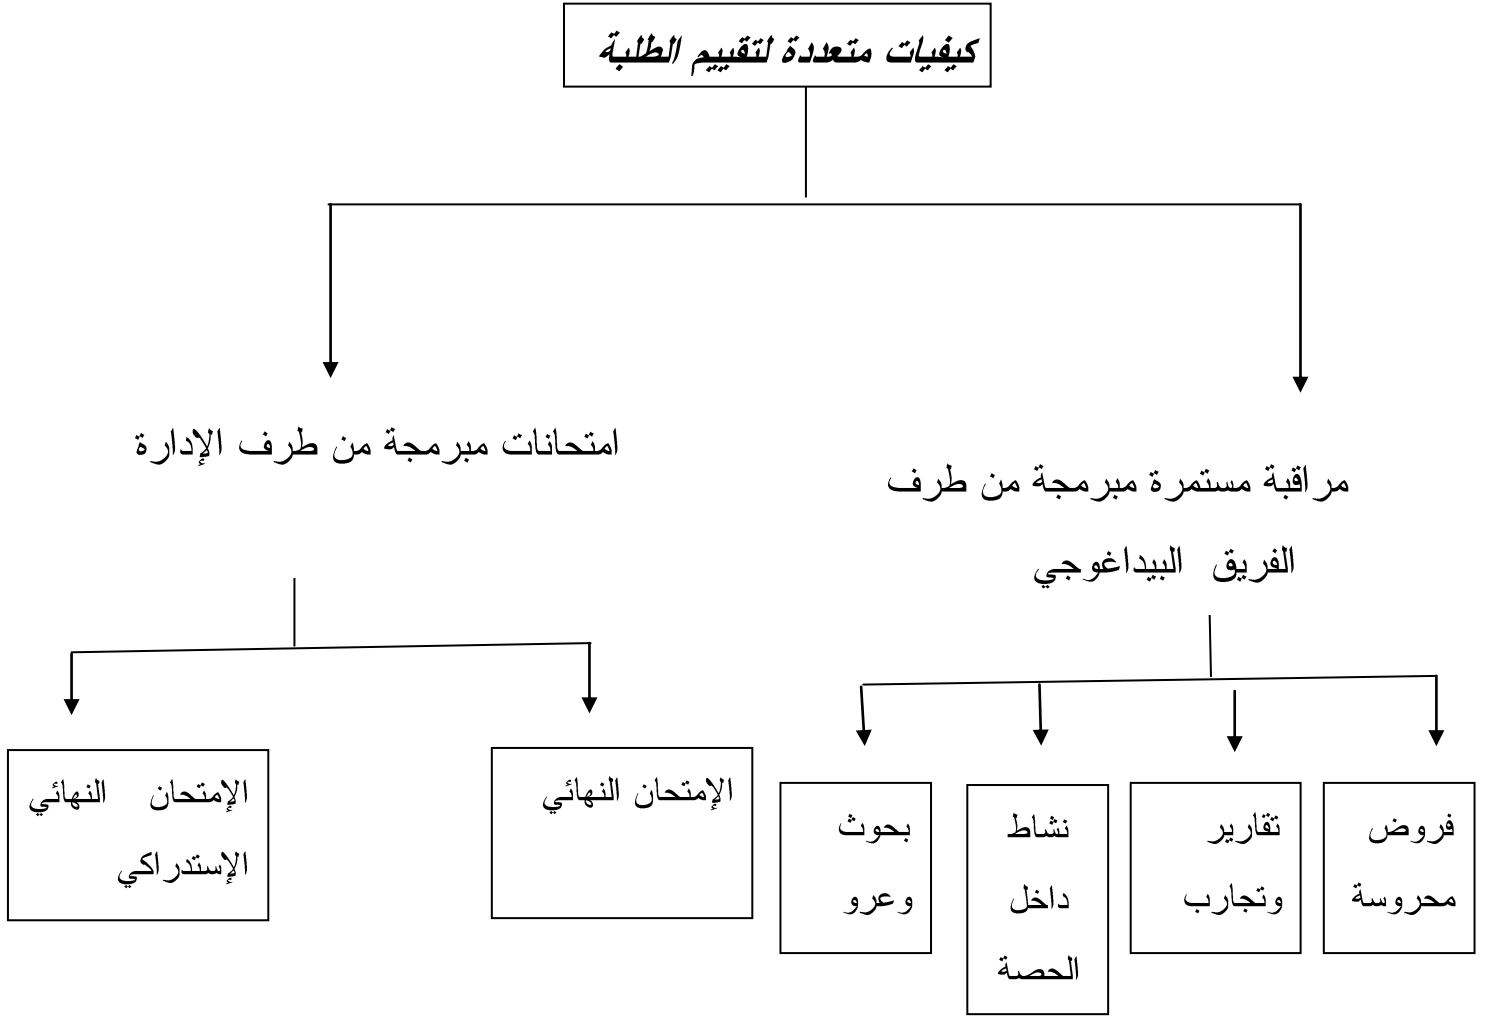 كيفيات متعددة لتقييم الطلبة
مراقبة مستمرة مبرمجة من طرف
الفريق البيداغوجي
امتحانات مبرمجة من طرف الإدارة
فروض
محروسة
تقارير
وتجارب
نشاط
داخل
الحصة
بحوث
وعرو
الإمتحان النهائي
الإمتحان النهائي
الإستدراكي